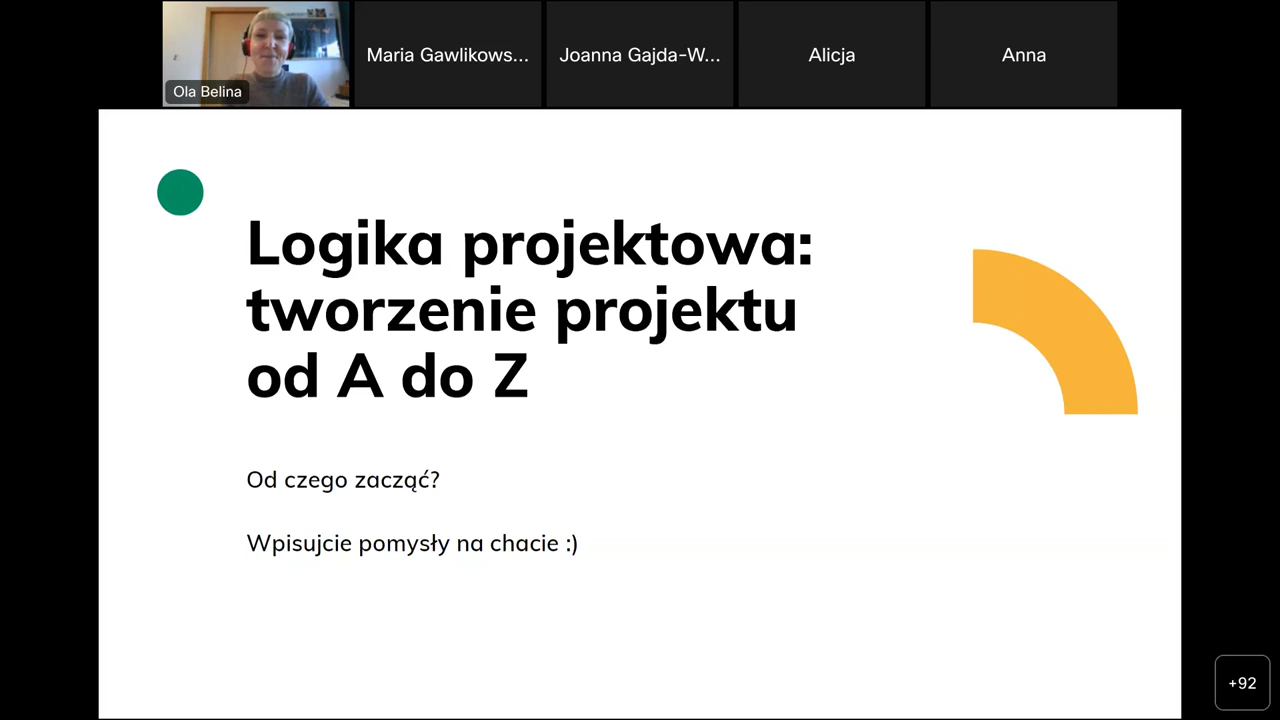 Ola Belina
Maria Gawlikows...
Joanna Gajda-W...
Alicja
Anna
Logika projektowa:
tworzenie projektu
od A do Z
Od czego zacząć?
Wpisujcie pomysły na chacie :)
+92